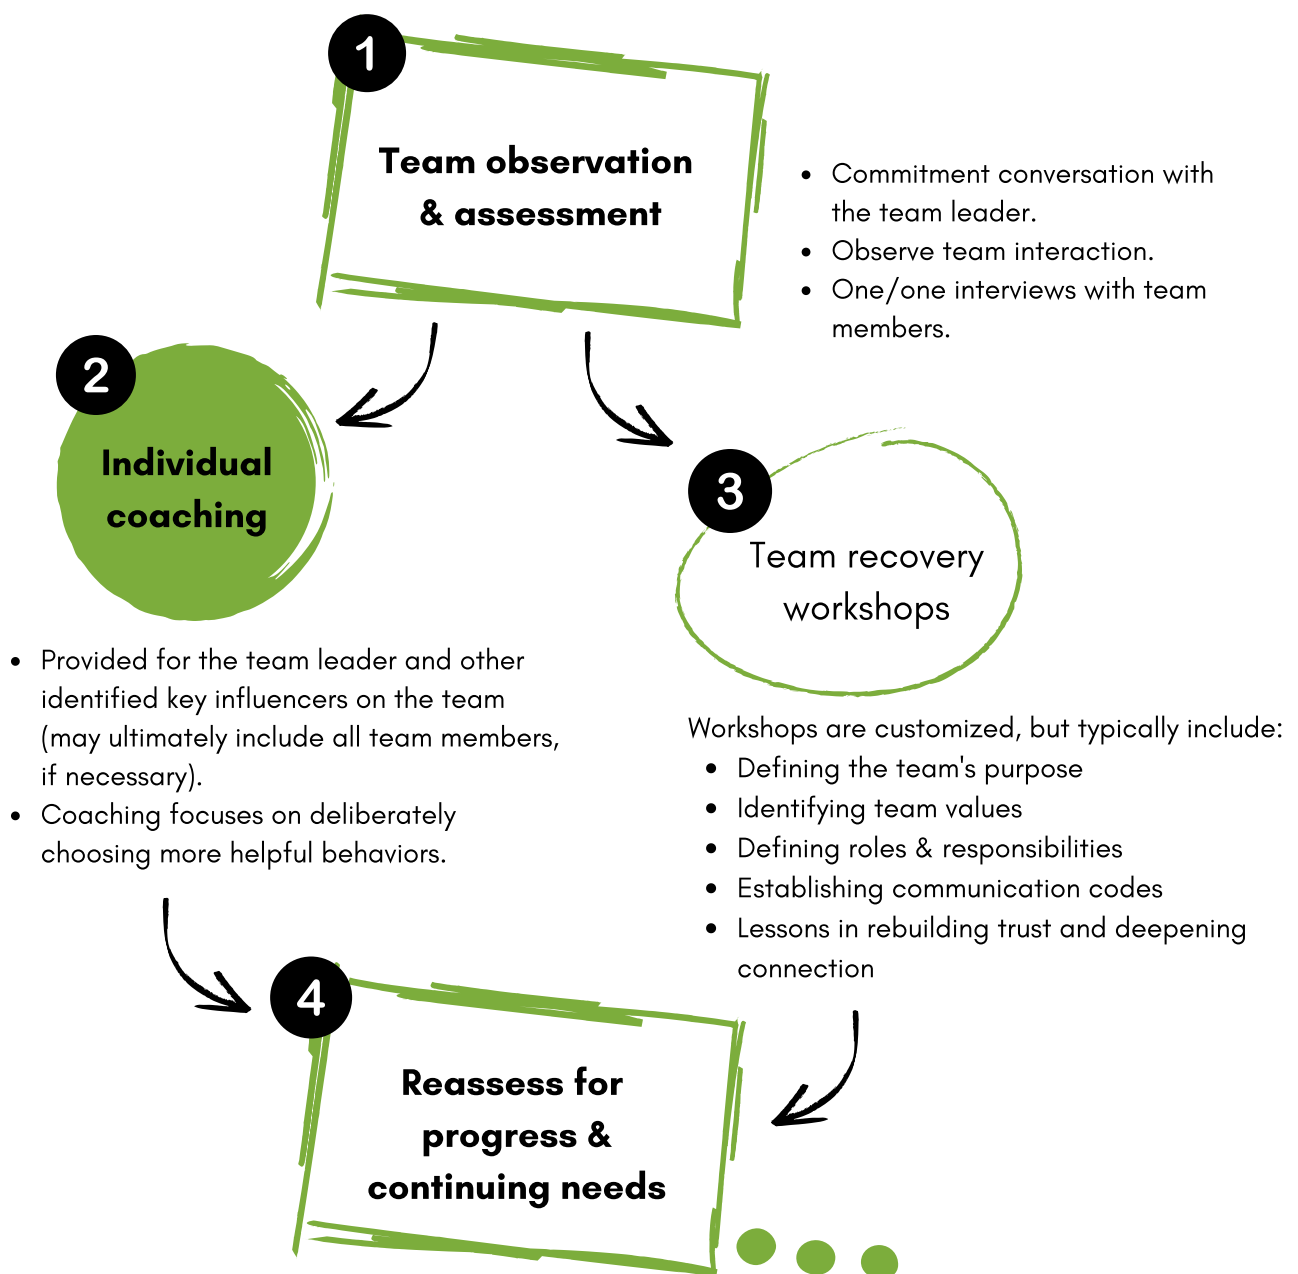 1
Team observation
& assessment
• Commitment conversation with
the team leader.
• Observe team interaction.
• One/one interviews with team
members.
2
Individual
coaching
• Provided for the team leader and other
identified key influencers on the team
(may ultimately include all team members,
if necessary).
• Coaching focuses on deliberately
choosing more helpful behaviors.
3
Team recovery
workshops
Workshops are customized, but typically include:
• Defining the team's purpose
• Identifying team values
• Defining roles & responsibilities
• Establishing communication codes
• Lessons in rebuilding trust and deepening
connection
4
Reassess for
progress &
continuing needs